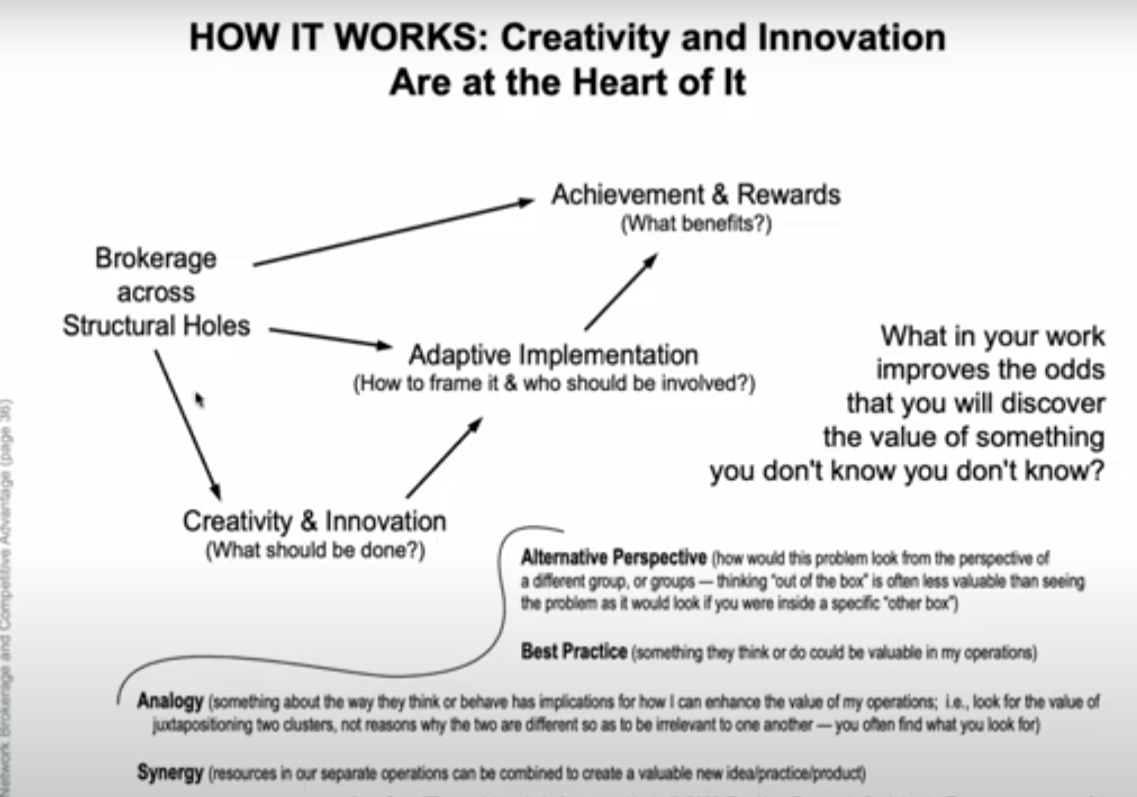 HOW IT WORKS: Creativity and Innovation
Are at the Heart of It
Achievement & Rewards
(What benefits?)
Brokerage
across
Structural Holes
Adaptive Implementation
(How to frame it & who should be involved?)
What in your work
improves the odds
that you will discover
the value of something
you don't know you don't know?
Creativity & Innovation
(What should be done?)
Alternative Perspective (how would this problem look from the perspective of
a different group, or groups — thinking "out of the box" is often less valuable than seeing
the problem as it would look if you were inside a specific "other box")
Best Practice (something they think or do could be valuable in my operations)
Analogy (something about the way they think or behave has implications for how I can enhance the value of my operations; i.e., look for the value of
juxtapositioning two clusters, not reasons why the two are different so as to be irrelevant to one another — you often find what you look for)
Synergy (resources in our separate operations can be combined to create a valuable new idea/practice/product)
Network Brokerage and Competitive Advantage (page 36)